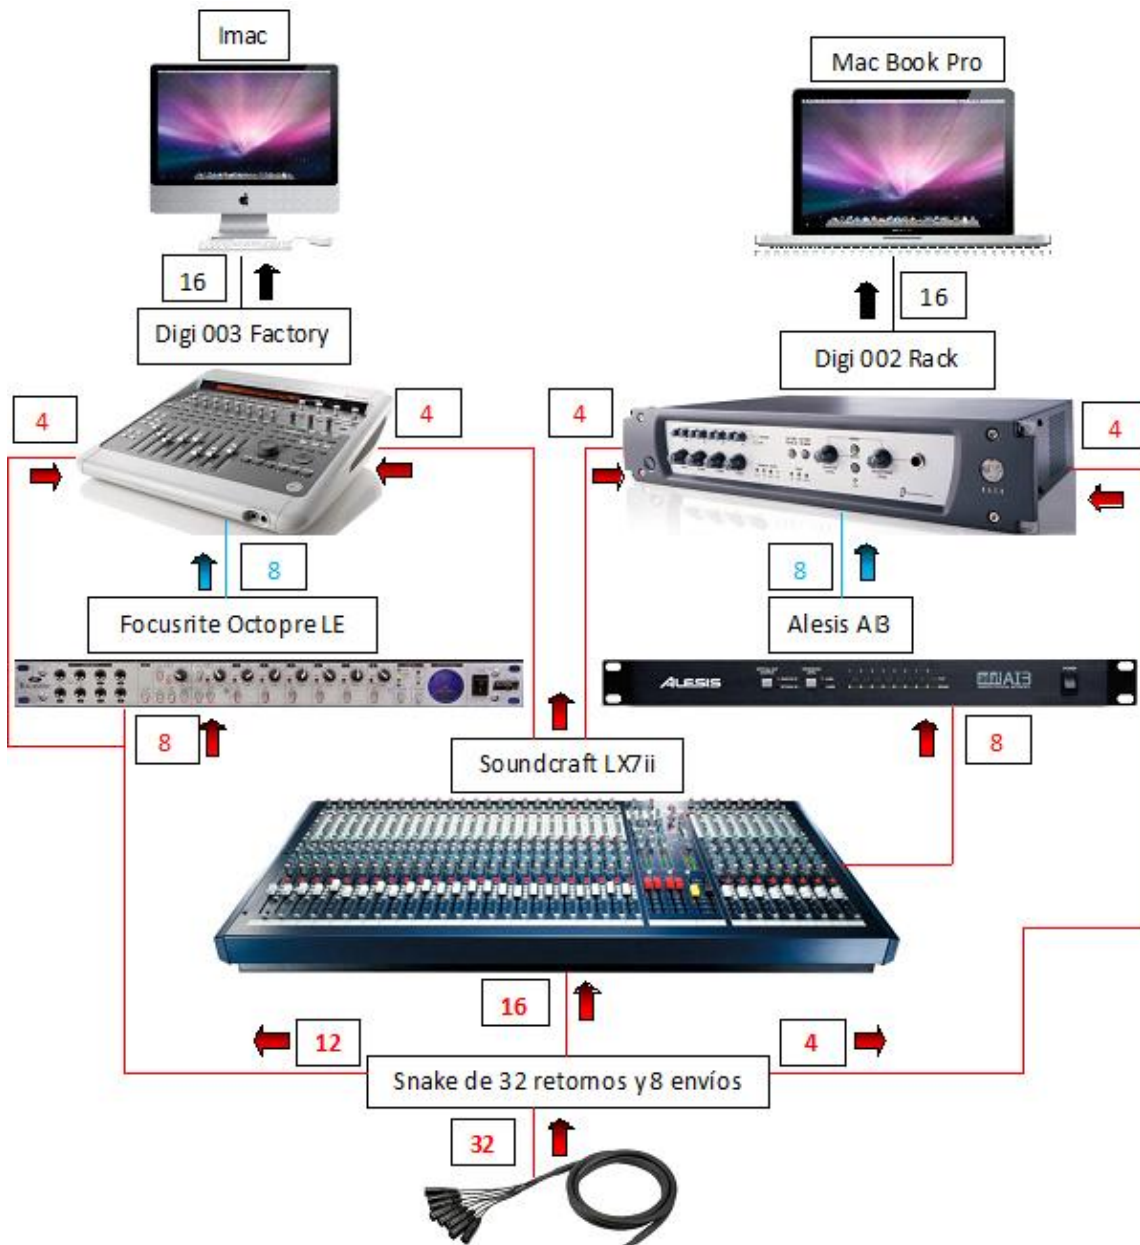 Imac
Mac Book Pro
16
16
Digi 003 Factory
Digi 002 Rack
4
4
4
4
8
8
Focusrite Octopre LE
Alesis AI3
ALESIS
AI3
8
8
Soundcraft LX7ii
16
12
4
Snake de 32 retornos y 8 envíos
32